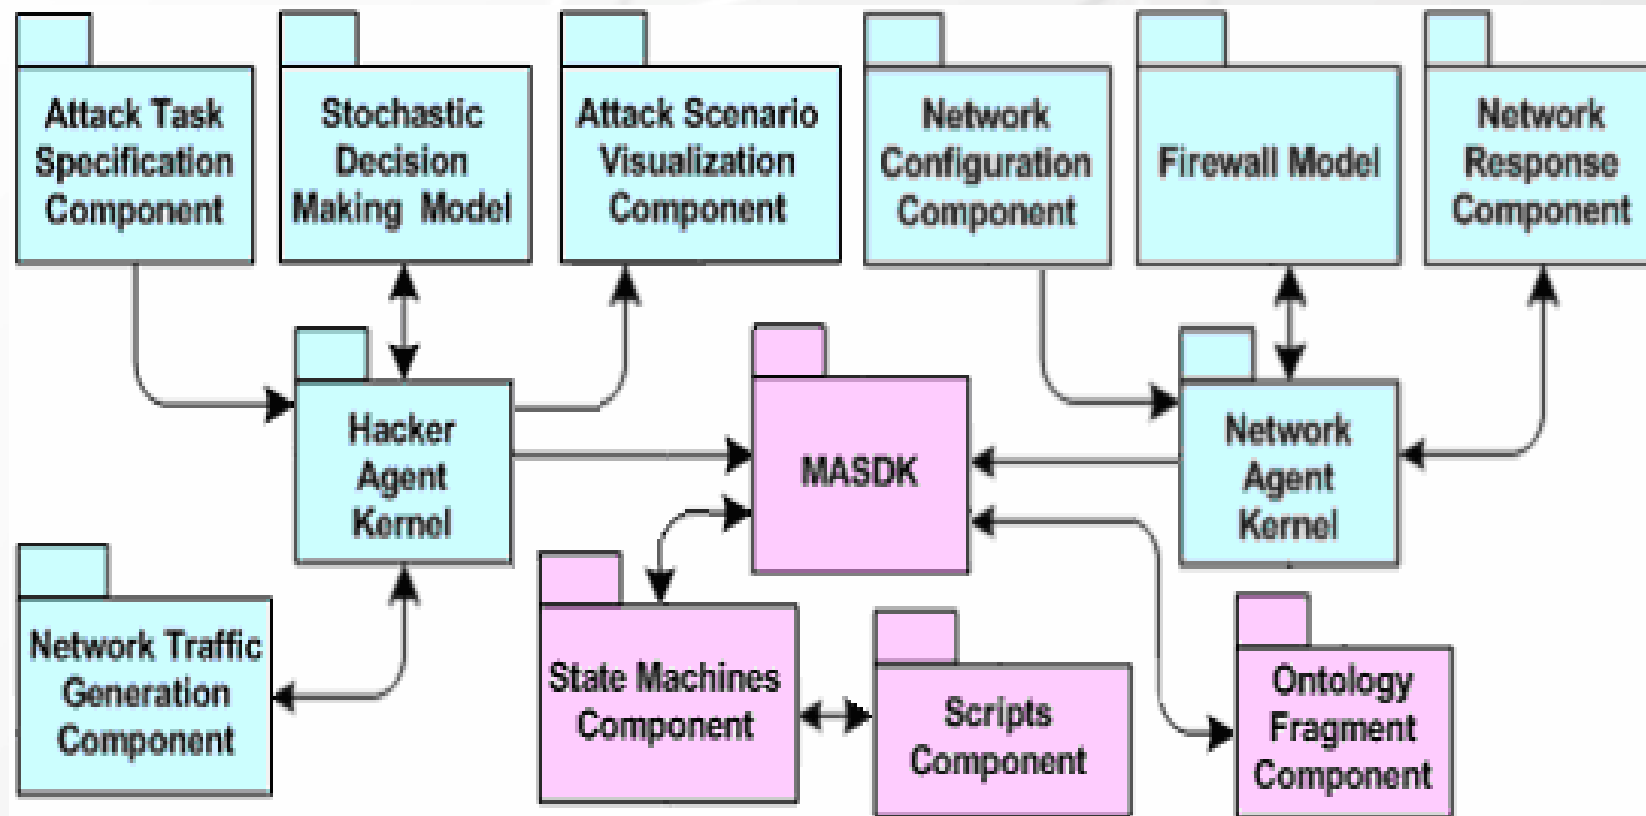 Attack Task
Specification
Component
Stochastic
Decision
Making Model
Attack Scenario
Visualization
Component
Network
Configuration
Component
Firewall Model
Network
Response
Component
Hacker
Agent
Kernel
MASDK
Network
Agent
Kernel
Network Traffic
Generation
Component
State Machines
Component
Scripts
Component
Ontology
Fragment
Component